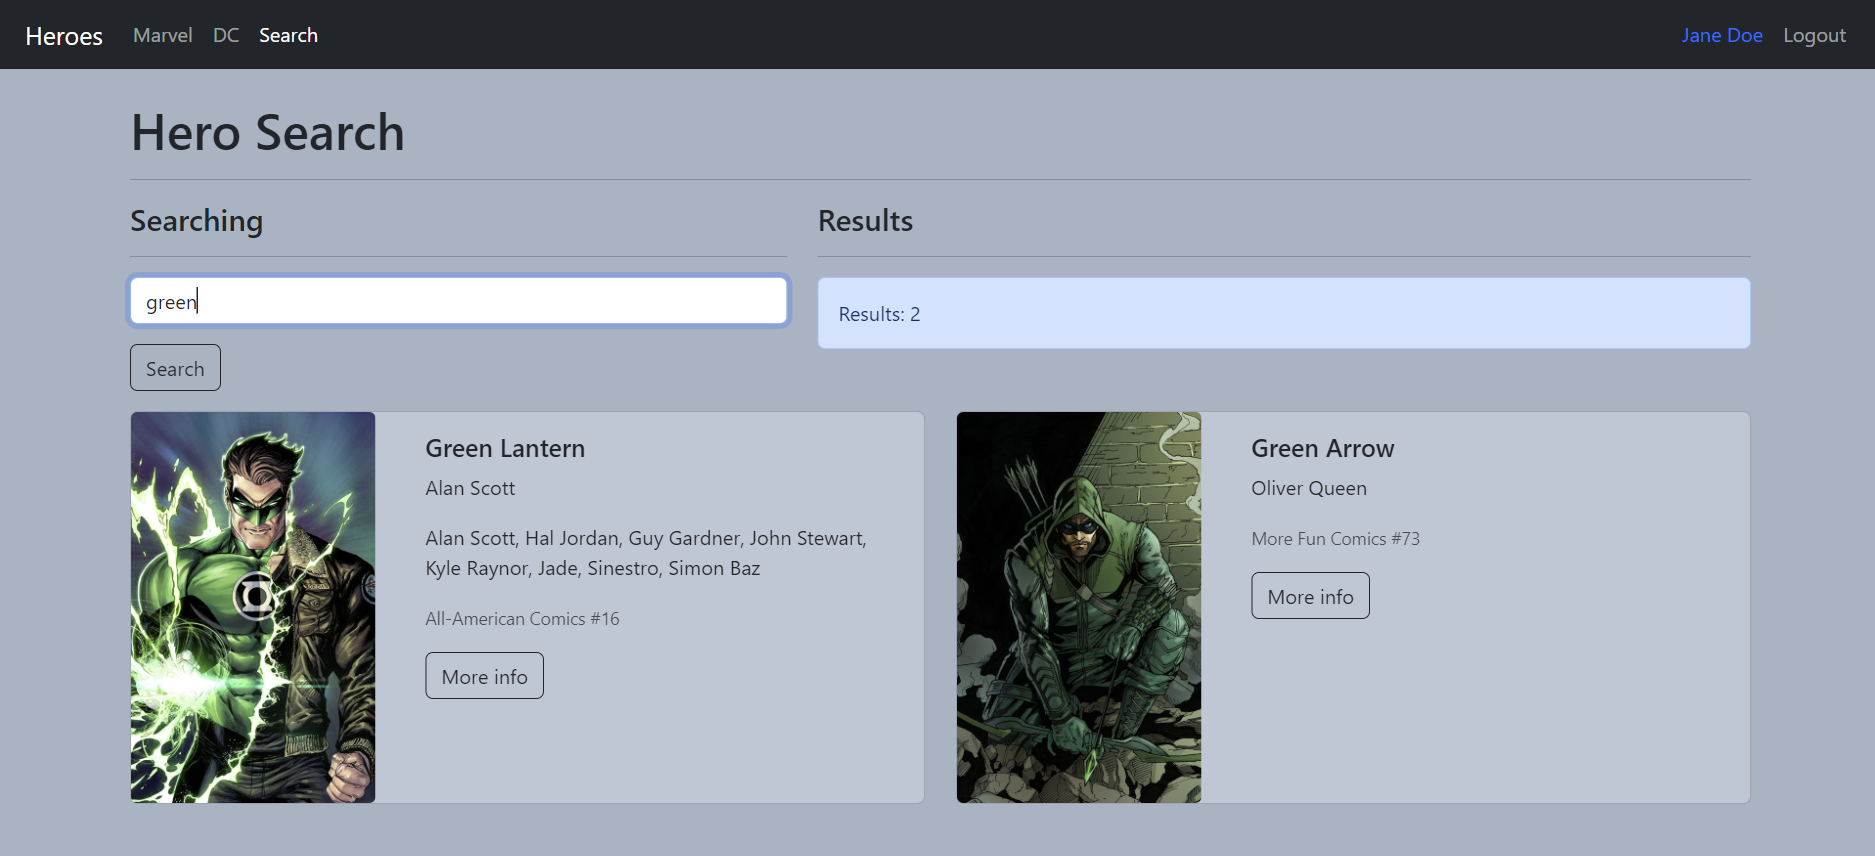 Heroes Marvel DC Search Jane Doe Logout
Hero Search
Searching
green
Search
Results
Results: 2
Green Lantern
Alan Scott
Alan Scott, Hal Jordan, Guy Gardner, John Stewart,
Kyle Raynor, Jade, Sinestro, Simon Baz
All-American Comics #16
More info
Green Arrow
Oliver Queen
More Fun Comics #73
More info